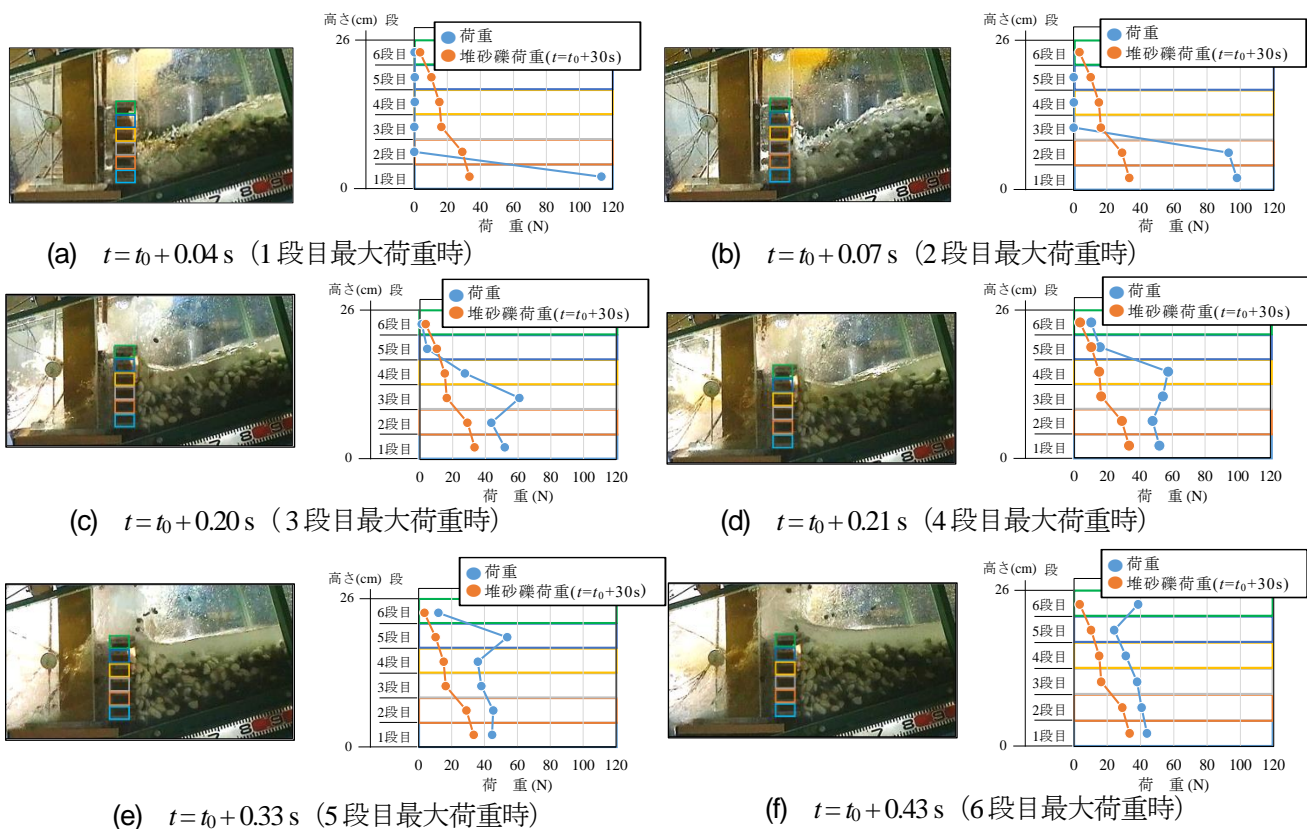 高さ(cm) 段
荷重
堆砂礫荷重(t=t0+30s)
26
6段目
5段目
4段目
3段目
2段目
1段目
0
0 20 40 60 80 100 120
荷 重 (N)
(a) t=t0+0.04 s (1段目最大荷重時)
高さ(cm) 段
荷重
堆砂礫荷重(t=t0+30s)
26
6段目
5段目
4段目
3段目
2段目
1段目
0
0 20 40 60 80 100 120
荷 重 (N)
(b) t=t0+0.07 s (2段目最大荷重時)
高さ(cm) 段
荷重
堆砂礫荷重(t=t0+30s)
26
6段目
5段目
4段目
3段目
2段目
1段目
0
0 20 40 60 80 100 120
荷 重 (N)
(c) t=t0+0.20 s (3段目最大荷重時)
高さ(cm) 段
荷重
堆砂礫荷重(t=t0+30s)
26
6段目
5段目
4段目
3段目
2段目
1段目
0
0 20 40 60 80 100 120
荷 重 (N)
(d) t=t0+0.21 s (4段目最大荷重時)
高さ(cm) 段
荷重
堆砂礫荷重(t=t0+30s)
26
6段目
5段目
4段目
3段目
2段目
1段目
0
0 20 40 60 80 100 120
荷 重 (N)
(e) t=t0+0.33 s (5段目最大荷重時)
高さ(cm) 段
荷重
堆砂礫荷重(t=t0+30s)
26
6段目
5段目
4段目
3段目
2段目
1段目
0
0 20 40 60 80 100 120
荷 重 (N)
(f) t=t0+0.43 s (6段目最大荷重時)